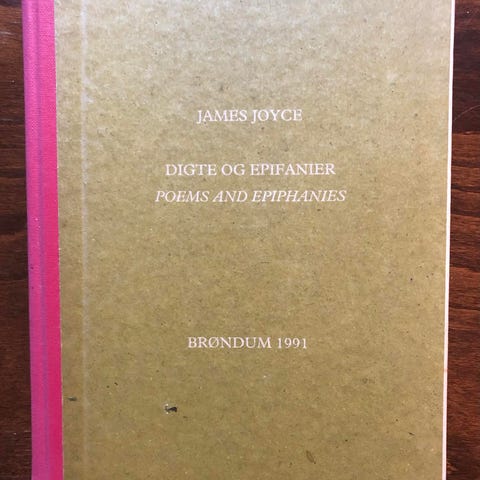 JAMES JOYCE
DIGTE OG EPIFANIER
POEMS AND EPIPHANIES
BRØNDUM 1991